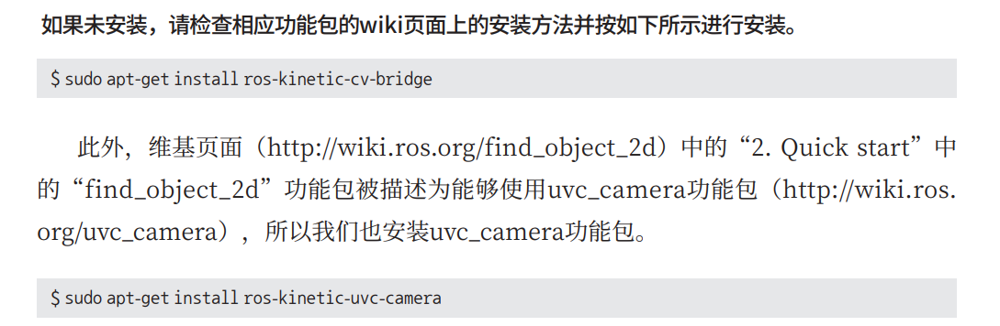 如果未安装，请检查相应功能包的wiki页面上的安装方法并按如下所示进行安装。
$ sudo apt-get install ros-kinetic-cv-bridge
此外，维基页面（http://wiki.ros.org/find_object_2d）中的“2. Quick start”中
的“find_object_2d”功能包被描述为能够使用uvc_camera功能包（http://wiki.ros.
org/uvc_camera），所以我们也安装uvc_camera功能包。
$ sudo apt-get install ros-kinetic-uvc-camera